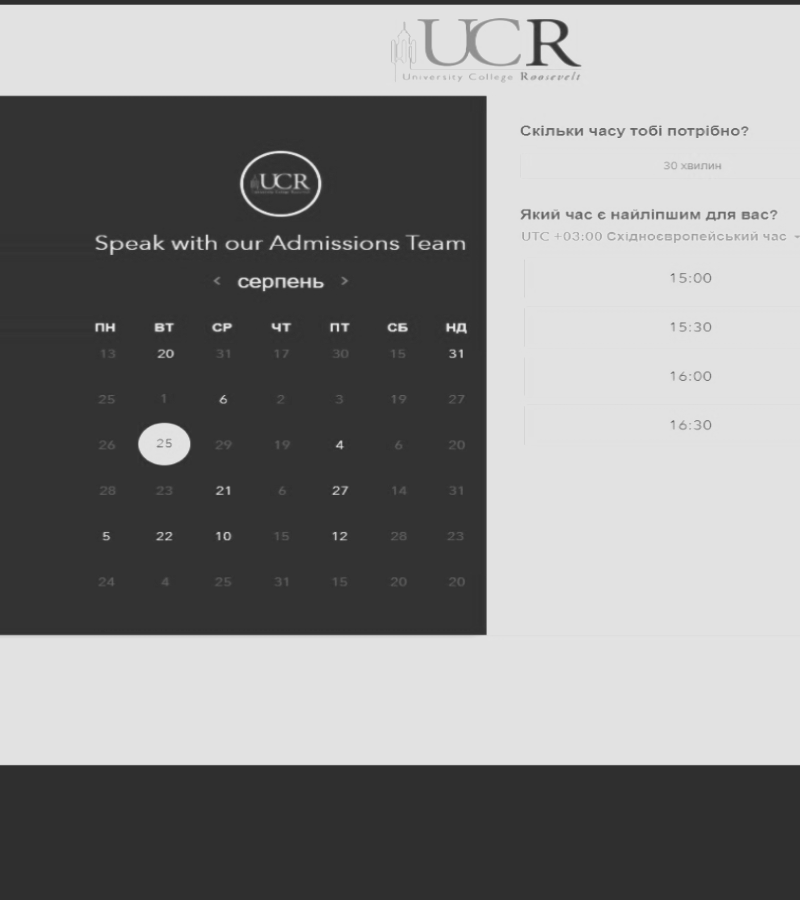 UCR
University College Roosevelt
UCR
Speak with our Admissions Team
< серпень >
ПН ВТ СР ЧТ ПТ СБ НД
13 20 31 17 30 15 31
25 1 6 2 3 19 27
26 25 29 19 4 6 20
28 23 21 6 27 14 31
5 22 10 15 12 28 23
24 4 25 31 15 20 20
Скільки часу тобі потрібно?
30 хвилин
Який час є найліпшим для вас?
UTC +03:00 Східноєвропейський час
15:00
15:30
16:00
16:30